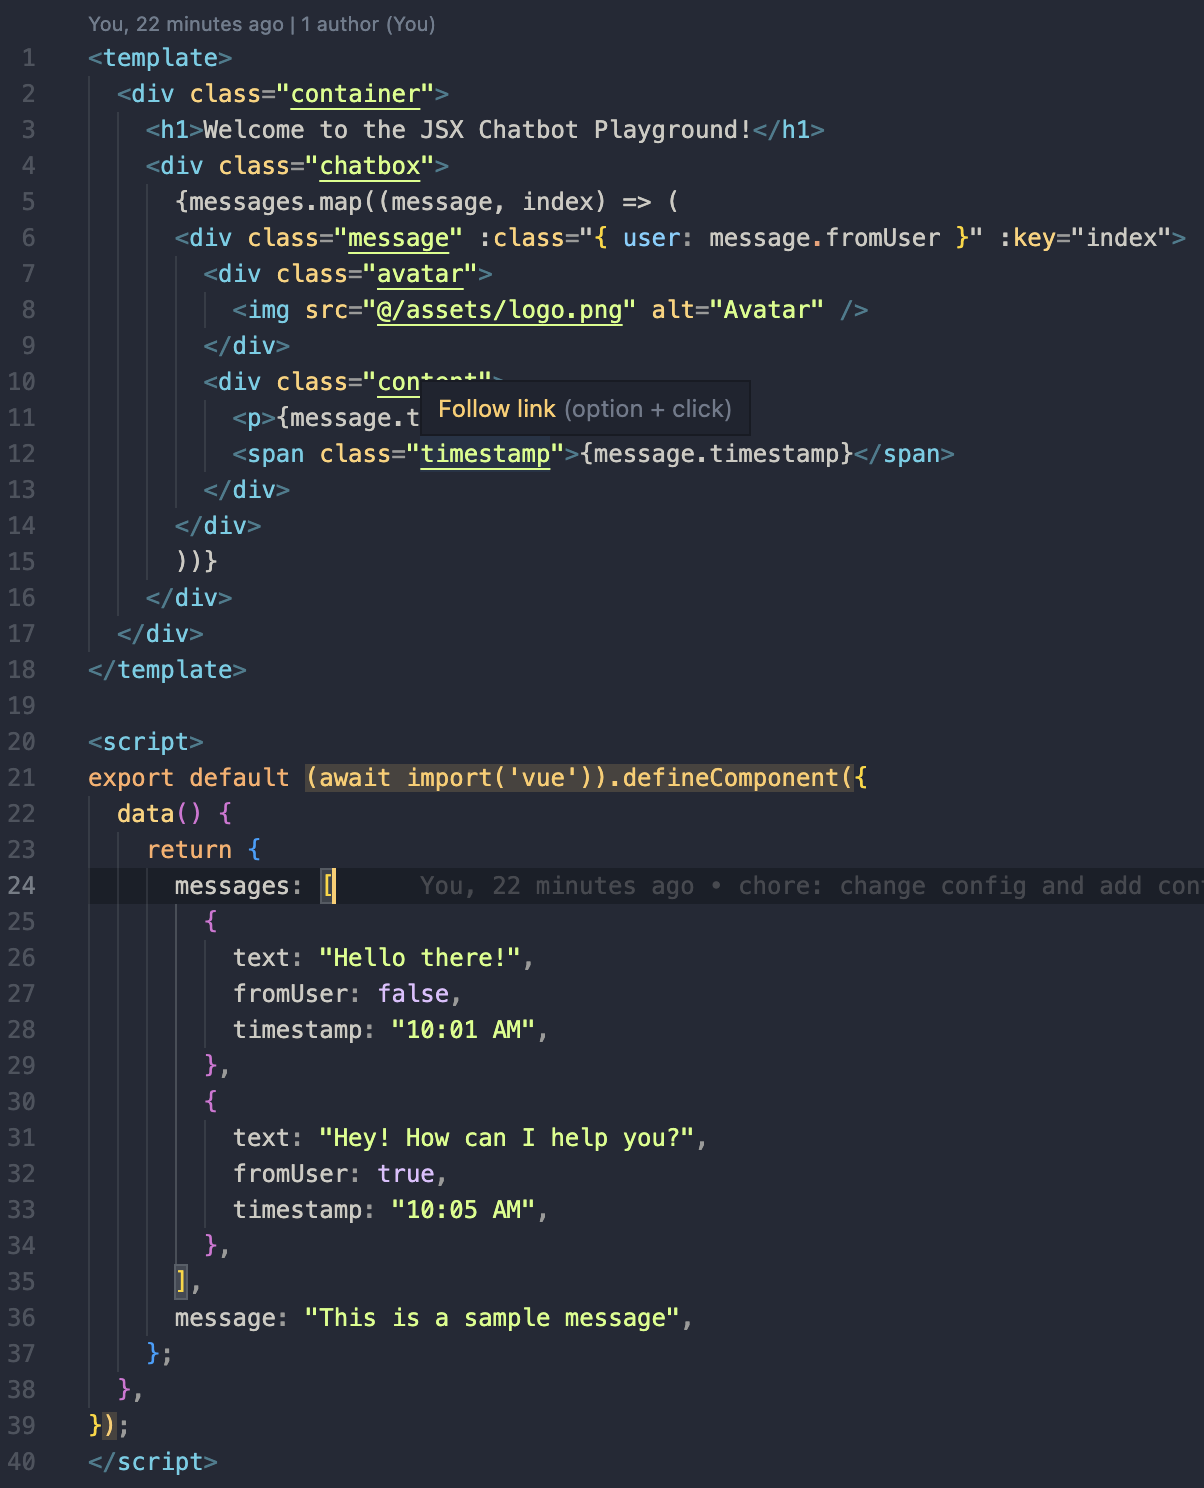 You, 22 minutes ago | 1 author (You)
1 <template>
2 <div class="container">
3 <h1>Welcome to the JSX Chatbot Playground!</h1>
4 <div class="chatbox">
5 {messages.map((message, index) => (
6 <div class="message" :class="{ user: message.fromUser }" :key="index">
7 <div class="avatar">
8 <img src="@/assets/logo.png" alt="Avatar" />
9 </div>
10 <div class="content">
11 <p>{message.t
Follow link (option + click)
12 <span class="timestamp">{message.timestamp}</span>
13 </div>
14 </div>
15 ))}
16 </div>
17 </div>
18 </template>
19
20 <script>
21 export default (await import('vue')).defineComponent({
22 data() {
23 return {
24 messages: [ You, 22 minutes ago • chore: change config and add con
25 {
26 text: "Hello there!",
27 fromUser: false,
28 timestamp: "10:01 AM",
29 },
30 {
31 text: "Hey! How can I help you?",
32 fromUser: true,
33 timestamp: "10:05 AM",
34 },
35 ],
36 message: "This is a sample message",
37 };
38 },
39 });
40 </script>